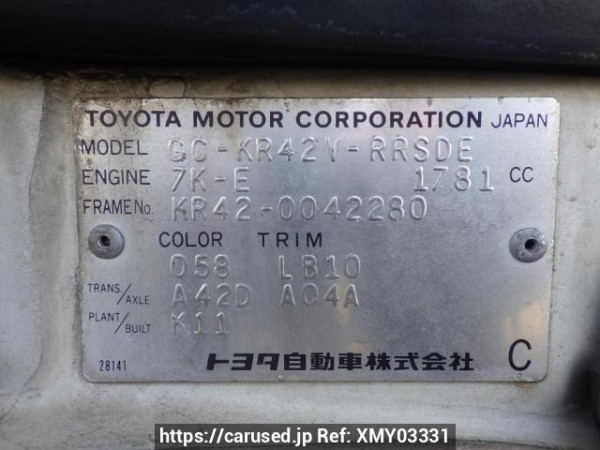 TOYOTA MOTOR CORPORATION JAPAN
MODEL GC-KR42V-RRSDE
ENGINE 7K-E 1781 CC
FRAME No. KR42-0042280
COLOR TRIM
058 LB10
TRANS/AXLE A42D A04A
PLANT/BUILT K11
28141 トヨタ自動車株式会社 C
https://carused.jp Ref: XMY03331